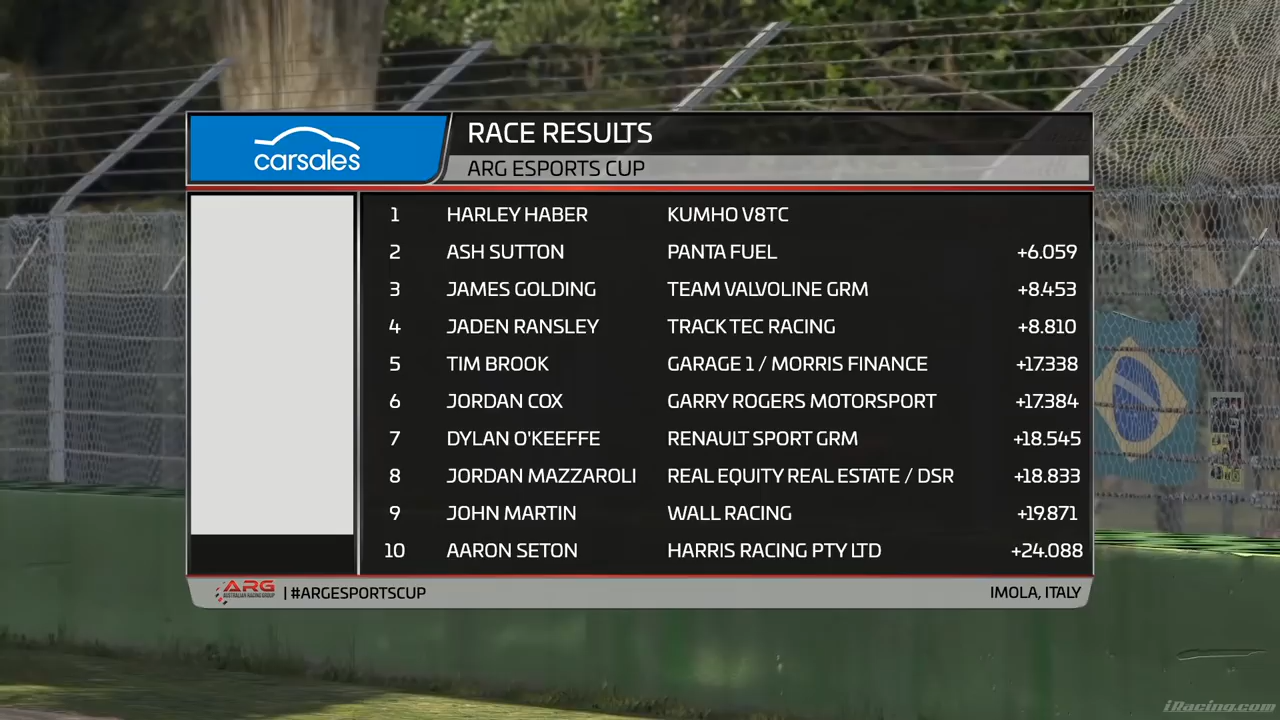 carsales
RACE RESULTS
ARG ESPORTS CUP
1 HARLEY HABER KUMHO V8TC
2 ASH SUTTON PANTA FUEL +6.059
3 JAMES GOLDING TEAM VALVOLINE GRM +8.453
4 JADEN RANSLEY TRACK TEC RACING +8.810
5 TIM BROOK GARAGE 1 / MORRIS FINANCE +17.338
6 JORDAN COX GARRY ROGERS MOTORSPORT +17.384
7 DYLAN O'KEEFFE RENAULT SPORT GRM +18.545
8 JORDAN MAZZAROLI REAL EQUITY REAL ESTATE / DSR +18.833
9 JOHN MARTIN WALL RACING +19.871
10 AARON SETON HARRIS RACING PTY LTD +24.088
ARG | #ARGESPORTSCUP IMOLA, ITALY
AUSTRALIAN RACING GROUP
iRacing.com